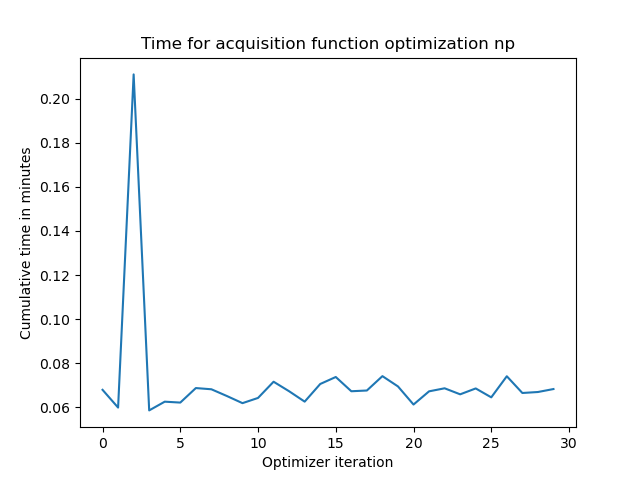 Time for acquisition function optimization np
Cumulative time in minutes
0.20
0.18
0.16
0.14
0.12
0.10
0.08
0.06
0 5 10 15 20 25 30
Optimizer iteration